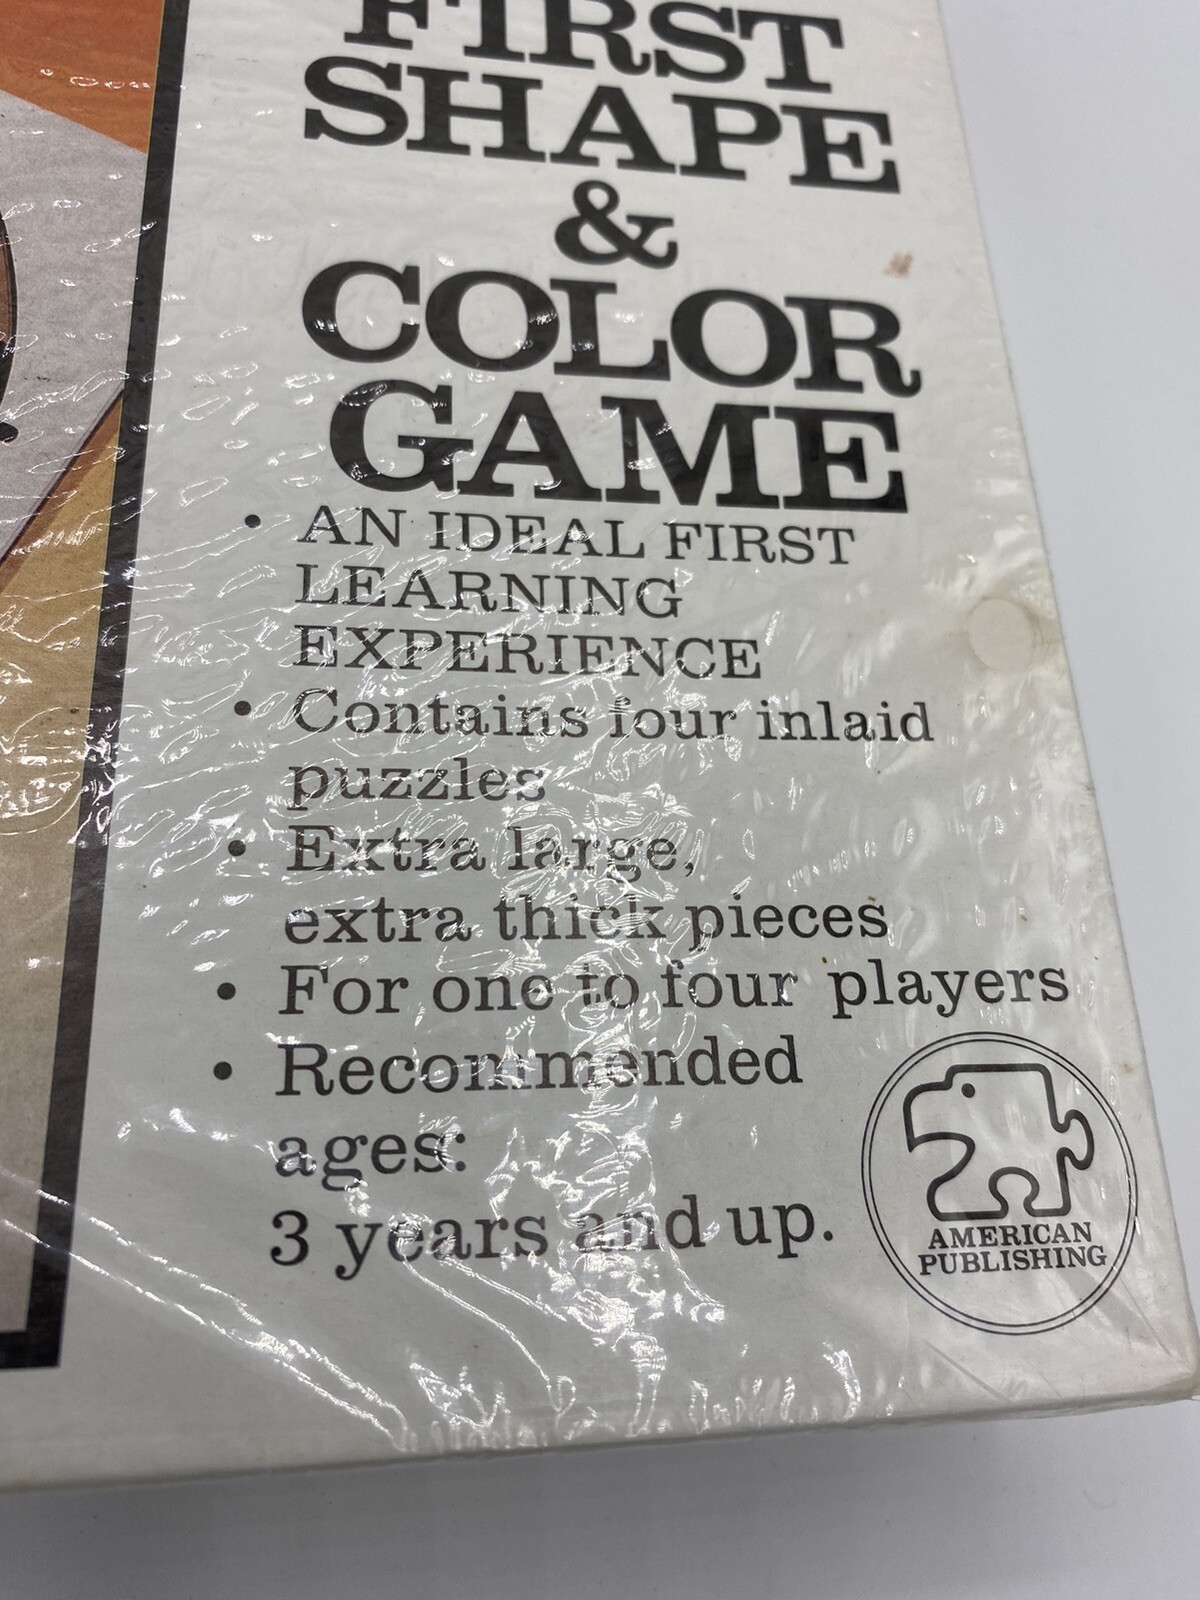 FIRST
SHAPE
&
COLOR
GAME
• AN IDEAL FIRST
LEARNING
EXPERIENCE
• Contains four inlaid
puzzles
• Extra large,
extra thick pieces
• For one to four players
• Recommended
ages:
3 years and up.
AMERICAN
PUBLISHING